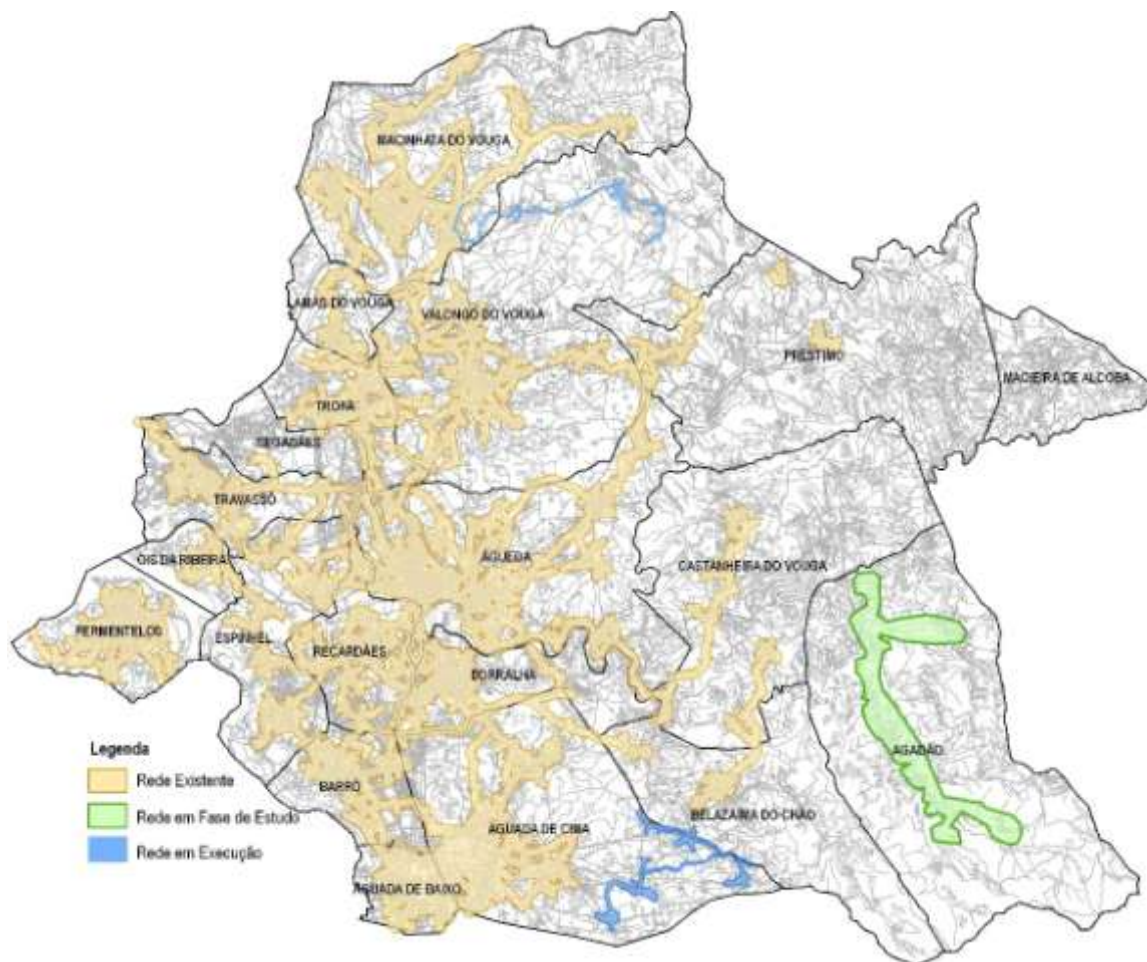 MACINHATA DO VOUGA
LAMAS DO VOUGA
VALONGO DO VOUGA
PRÉSTIMO
MACIEIRA DE ALCOBA
TROFA
SEGADÃES
TRAVASSÔ
ÁGUEDA
OIS DA RIBEIRA
CASTANHEIRA DO VOUGA
FERMENTELOS
ESPINHEL
RECARDÃES
BORRALHA
AGADÃO
Legenda
Rede Existente
Rede em Fase de Estudo
Rede em Execução
BARRÔ
BELAZAIMA DO CHÃO
AGUADA DE CIMA
AGUADA DE BAIXO